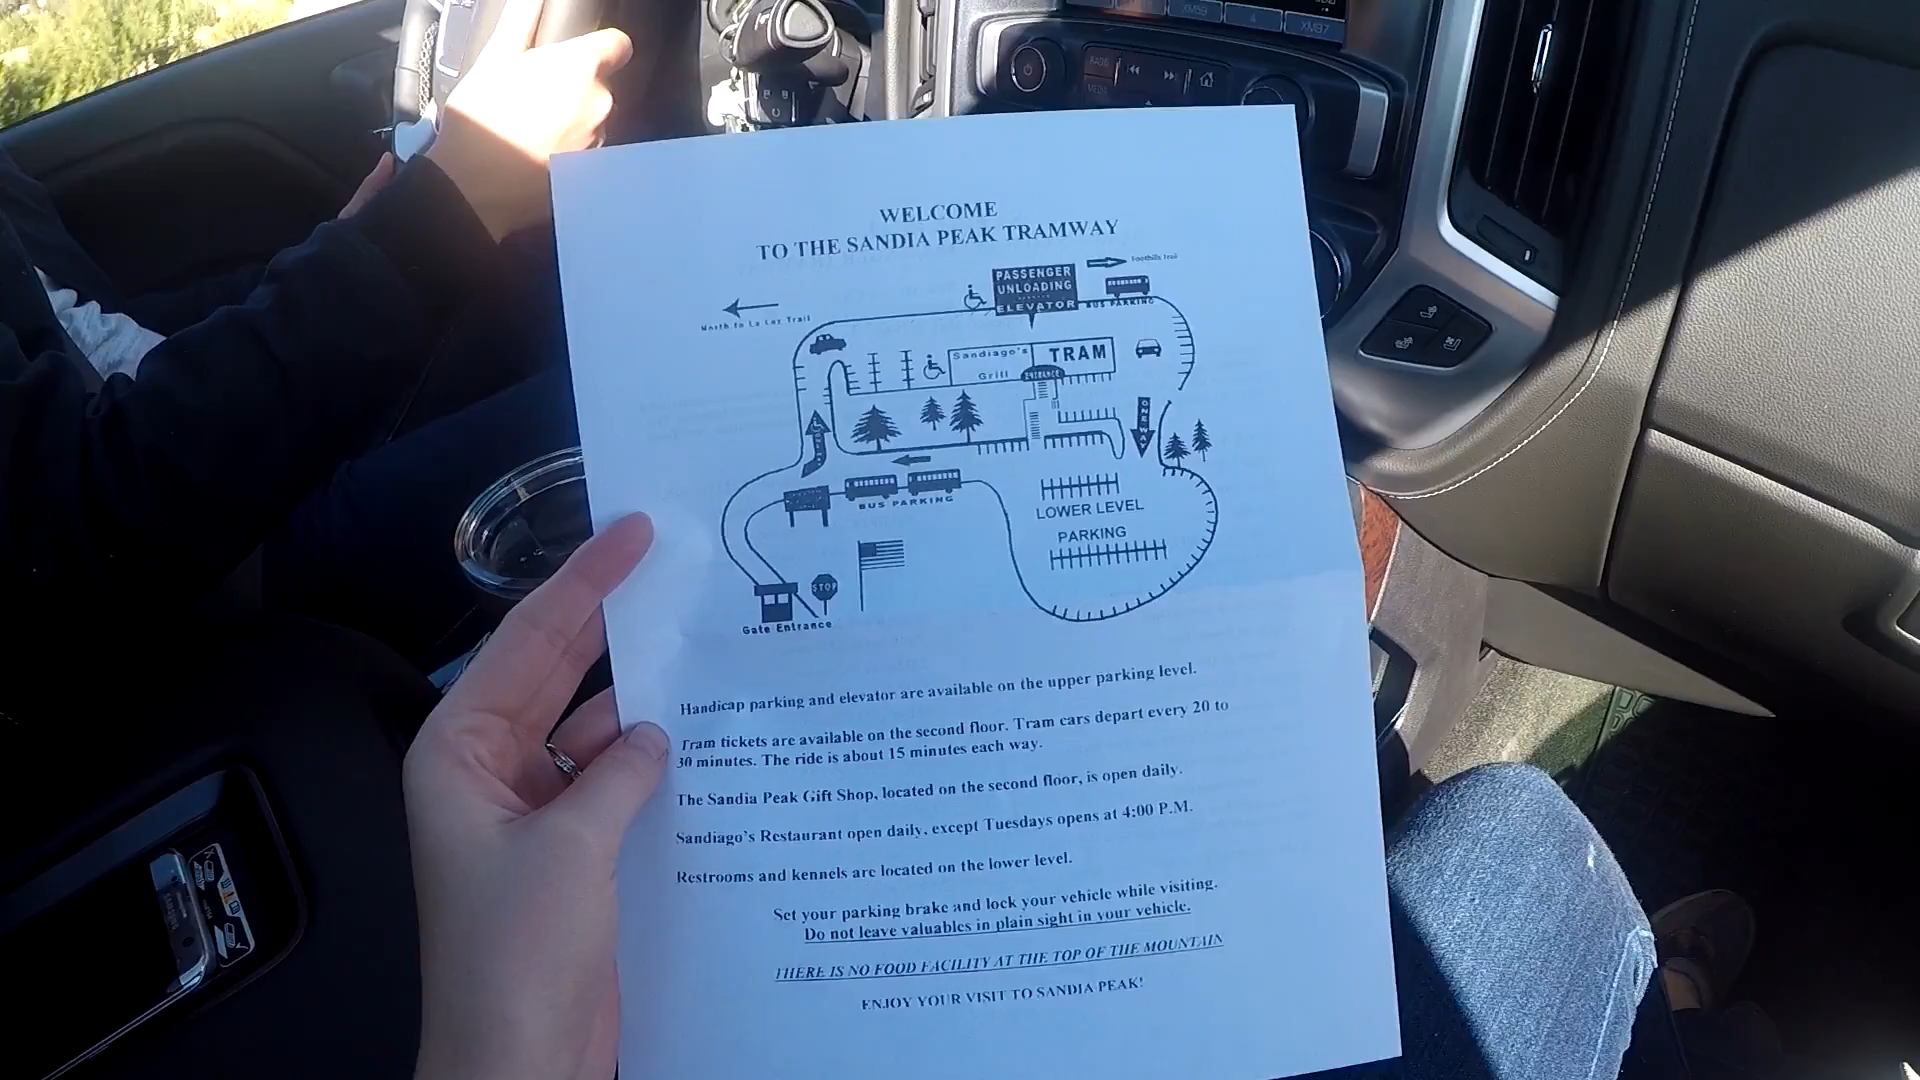 XM59
4
XM37
RADIO
MEDIA
WELCOME
TO THE SANDIA PEAK TRAMWAY
PASSENGER
UNLOADING
ELEVATOR
Foothills Trail
BUS PARKING
North to La Luz Trail
Sandiago's
Grill
TRAM
ENTRANCE
ONE WAY
BUS PARKING
LOWER LEVEL
PARKING
STOP
Gate Entrance
Handicap parking and elevator are available on the upper parking level.
Tram tickets are available on the second floor. Tram cars depart every 20 to
30 minutes. The ride is about 15 minutes each way.
The Sandia Peak Gift Shop, located on the second floor, is open daily.
Sandiago's Restaurant open daily, except Tuesdays opens at 4:00 P.M.
Restrooms and kennels are located on the lower level.
Set your parking brake and lock your vehicle while visiting.
Do not leave valuables in plain sight in your vehicle.
THERE IS NO FOOD FACILITY AT THE TOP OF THE MOUNTAIN
ENJOY YOUR VISIT TO SANDIA PEAK!